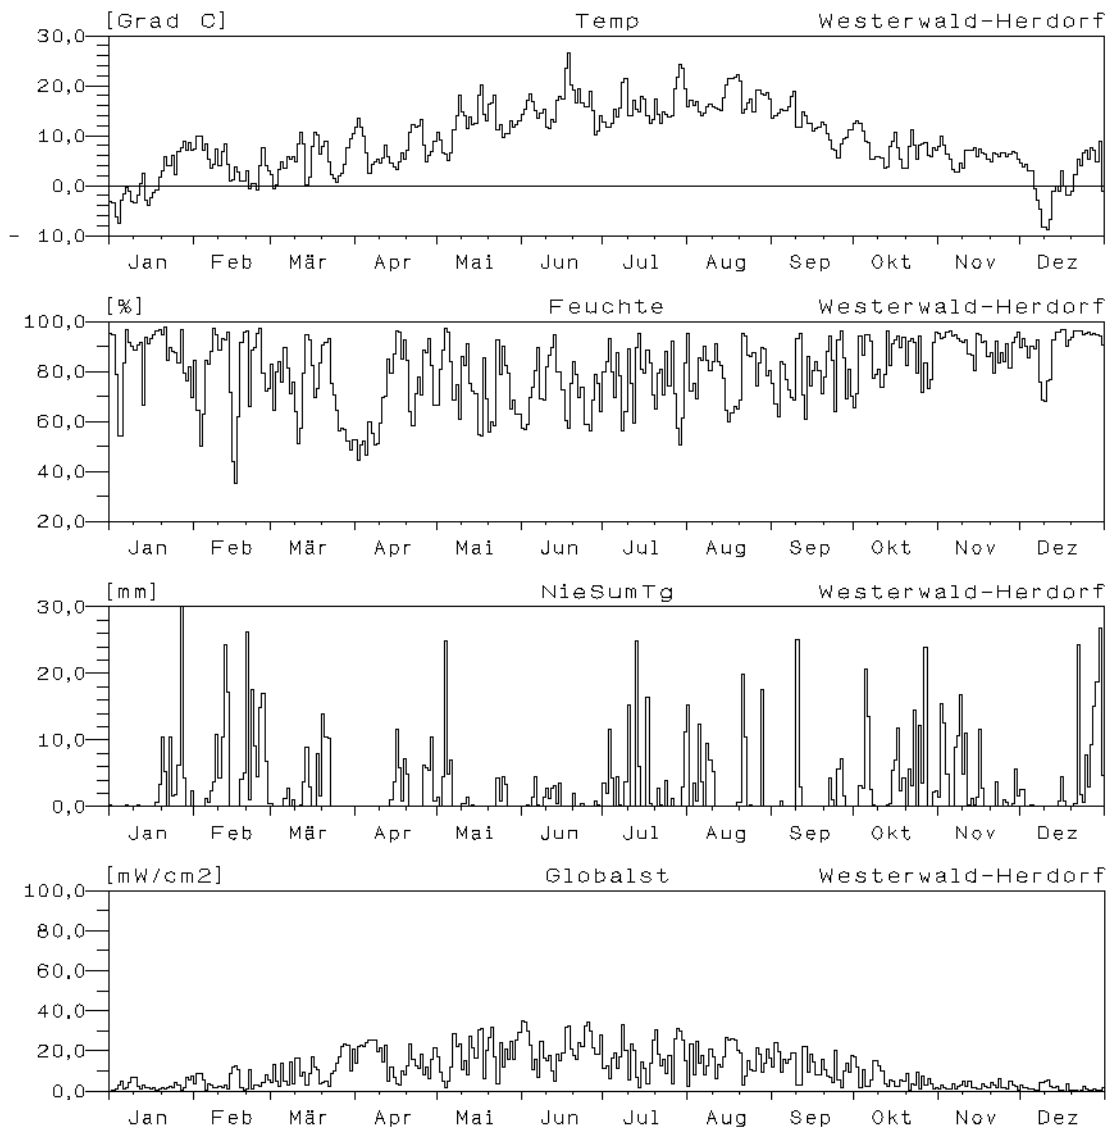 [Grad C] Temp Westerwald-Herdorf
30,0
20,0
10,0
0,0
- 10,0
Jan Feb Mär Apr Mai Jun Jul Aug Sep Okt Nov Dez
[%] Feuchte Westerwald-Herdorf
100,0
80,0
60,0
40,0
20,0
Jan Feb Mär Apr Mai Jun Jul Aug Sep Okt Nov Dez
[mm] NieSumTg Westerwald-Herdorf
30,0
20,0
10,0
0,0
Jan Feb Mär Apr Mai Jun Jul Aug Sep Okt Nov Dez
[mW/cm2] Globalst Westerwald-Herdorf
100,0
80,0
60,0
40,0
20,0
0,0
Jan Feb Mär Apr Mai Jun Jul Aug Sep Okt Nov Dez